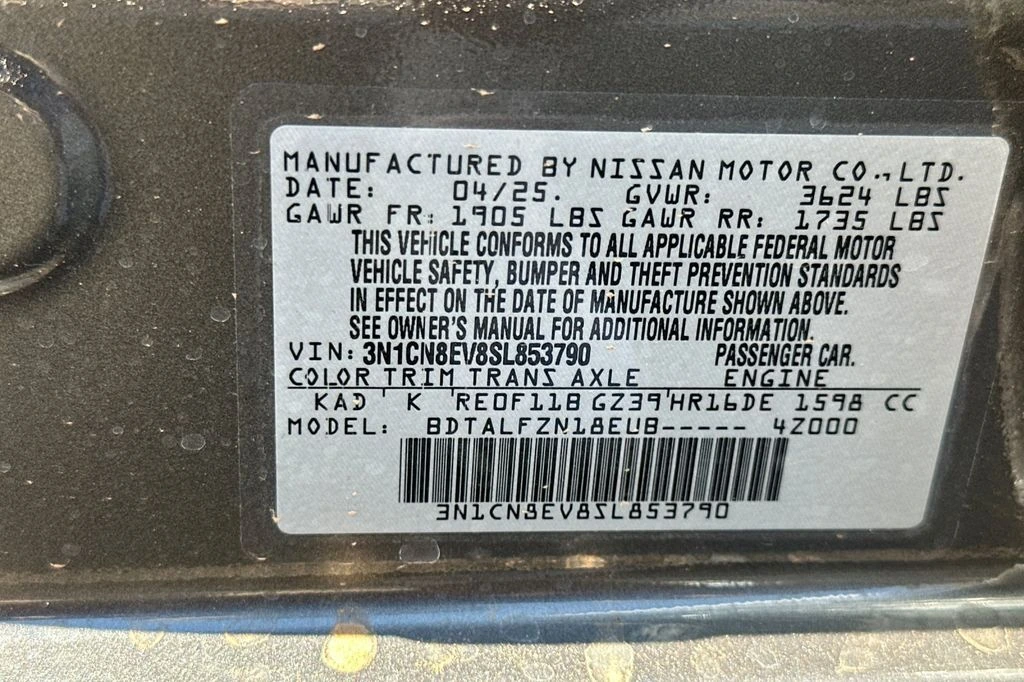 MANUFACTURED BY NISSAN MOTOR CO., LTD.
DATE: 04/25. GVWR: 3624 LBS
GAWR FR: 1905 LBS GAWR RR: 1735 LBS
THIS VEHICLE CONFORMS TO ALL APPLICABLE FEDERAL MOTOR
VEHICLE SAFETY, BUMPER AND THEFT PREVENTION STANDARDS
IN EFFECT ON THE DATE OF MANUFACTURE SHOWN ABOVE.
SEE OWNER'S MANUAL FOR ADDITIONAL INFORMATION.
VIN: 3N1CN8EV8SL853790 PASSENGER CAR.
COLOR TRIM TRANS AXLE ENGINE
KAD ' K ' RE0F11B GZ39 ' HR16DE 1598 CC
MODEL: BDTALFZN18EUB----- 4Z000
3N1CN8EV8SL853790